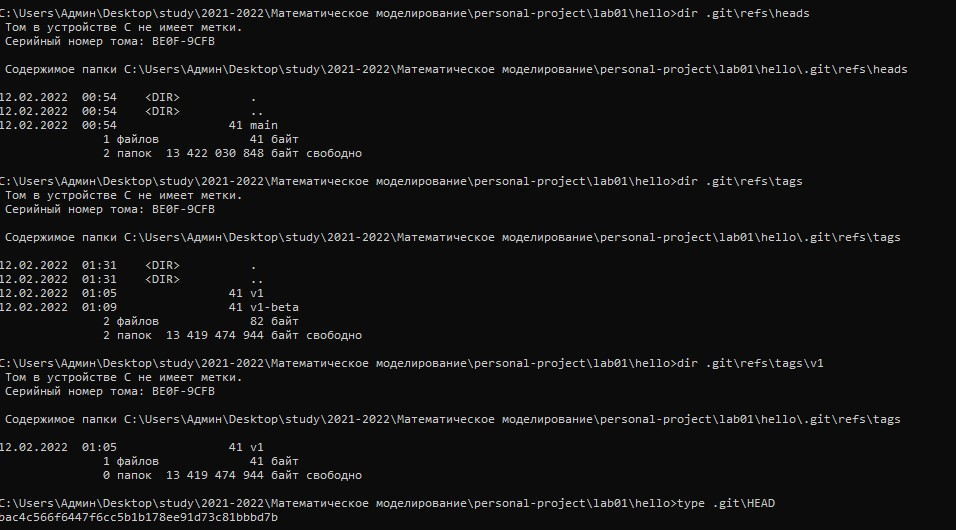 C:\Users\Админ\Desktop\study\2021-2022\Математическое моделирование\personal-project\lab01\hello>dir .git\refs\heads
Том в устройстве C не имеет метки.
Серийный номер тома: BE0F-9CFB
Содержимое папки C:\Users\Админ\Desktop\study\2021-2022\Математическое моделирование\personal-project\lab01\hello\.git\refs\heads
12.02.2022  00:54    <DIR>          .
12.02.2022  00:54    <DIR>          ..
12.02.2022  00:54                41 main
1 файлов             41 байт
2 папок  13 422 030 848 байт свободно
C:\Users\Админ\Desktop\study\2021-2022\Математическое моделирование\personal-project\lab01\hello>dir .git\refs\tags
Том в устройстве C не имеет метки.
Серийный номер тома: BE0F-9CFB
Содержимое папки C:\Users\Админ\Desktop\study\2021-2022\Математическое моделирование\personal-project\lab01\hello\.git\refs\tags
12.02.2022  01:31    <DIR>          .
12.02.2022  01:31    <DIR>          ..
12.02.2022  01:05                41 v1
12.02.2022  01:09                41 v1-beta
2 файлов             82 байт
2 папок  13 419 474 944 байт свободно
C:\Users\Админ\Desktop\study\2021-2022\Математическое моделирование\personal-project\lab01\hello>dir .git\refs\tags\v1
Том в устройстве C не имеет метки.
Серийный номер тома: BE0F-9CFB
Содержимое папки C:\Users\Админ\Desktop\study\2021-2022\Математическое моделирование\personal-project\lab01\hello\.git\refs\tags
12.02.2022  01:05                41 v1
1 файлов             41 байт
0 папок  13 419 474 944 байт свободно
C:\Users\Админ\Desktop\study\2021-2022\Математическое моделирование\personal-project\lab01\hello>type .git\HEAD
bac4c566f6447f6cc5b1b178ee91d73c81bbbd7b